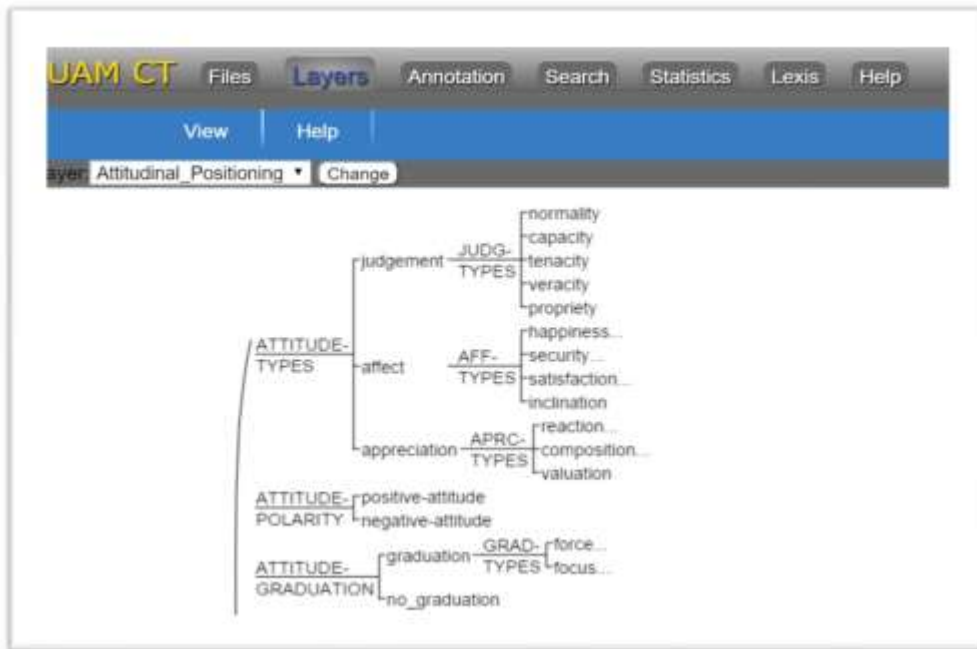 UAM CT Files Layers Annotation Search Statistics Lexis Help
View Help
ayer: Attitudinal_Positioning Change
normality
capacity
judgement JUDG-TYPES tenacity
veracity
propriety
happiness...
ATTITUDE-TYPES
security...
affect AFF-TYPES satisfaction...
inclination
reaction...
appreciation APRC-TYPES composition...
valuation
ATTITUDE-POLARITY positive-attitude
negative-attitude
graduation GRAD-TYPES force...
focus...
ATTITUDE-GRADUATION
no_graduation